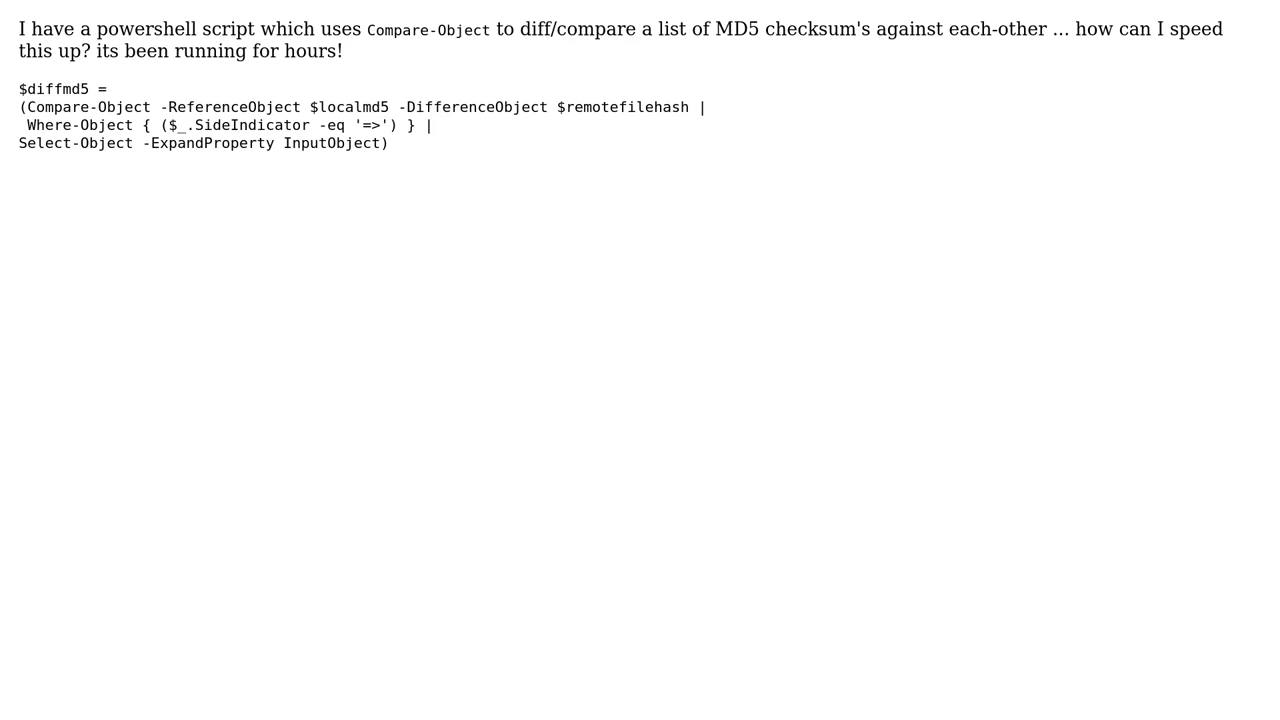 I have a powershell script which uses Compare-Object to diff/compare a list of MD5 checksum's against each-other ... how can I speed
this up? its been running for hours!
$diffmd5 =
(Compare-Object -ReferenceObject $localmd5 -DifferenceObject $remotefilehash |
 Where-Object { ($_.SideIndicator -eq '=>') } |
Select-Object -ExpandProperty InputObject)